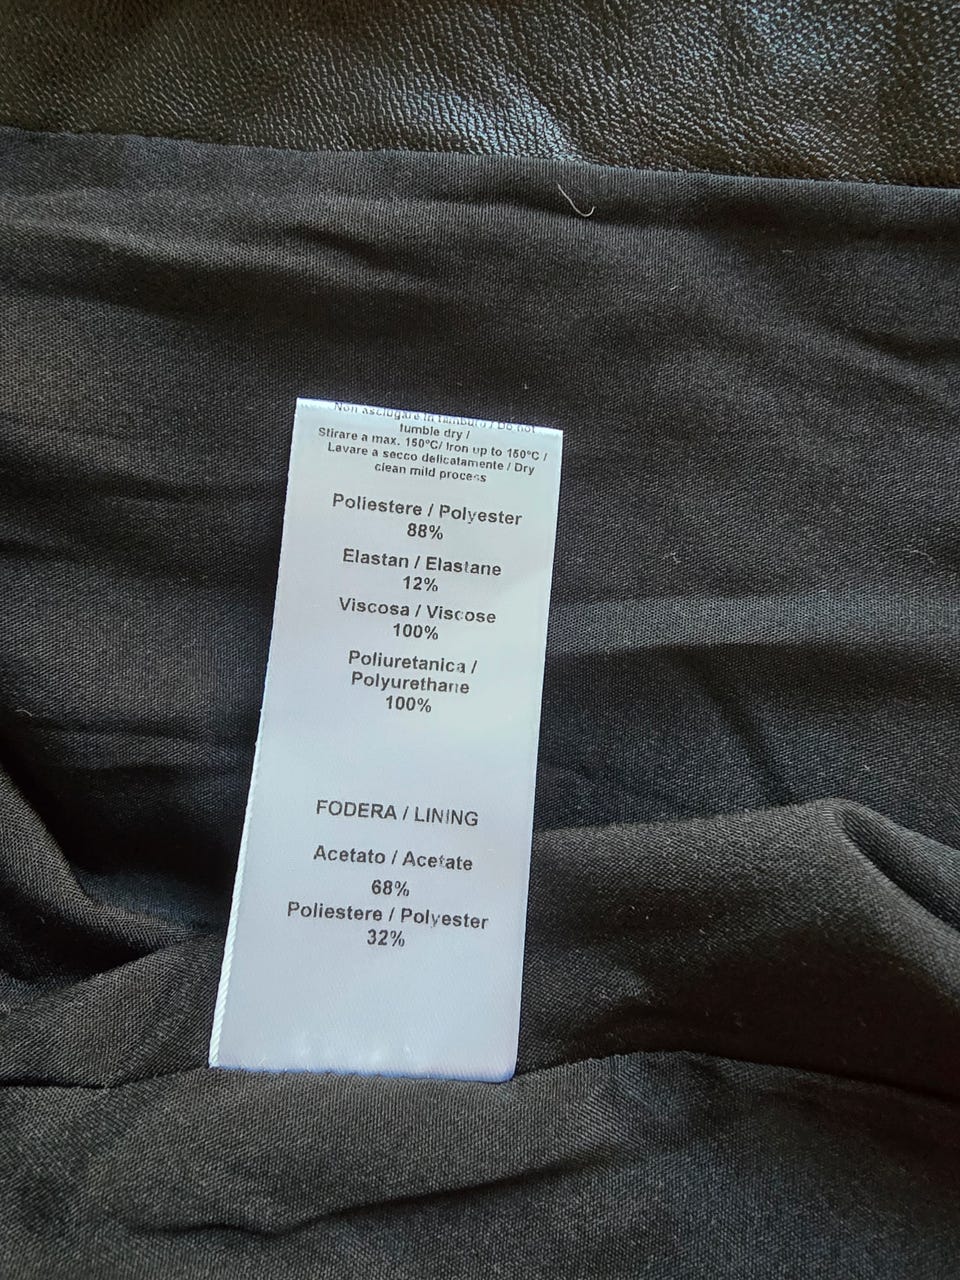 Non asciugare in tamburo / Do not
tumble dry /
Stirare a max. 150°C/ Iron up to 150°C /
Lavare a secco delicatamente / Dry
clean mild process
Poliestere / Polyester
88%
Elastan / Elastane
12%
Viscosa / Viscose
100%
Poliuretanica /
Polyurethane
100%
FODERA / LINING
Acetato / Acetate
68%
Poliestere / Polyester
32%